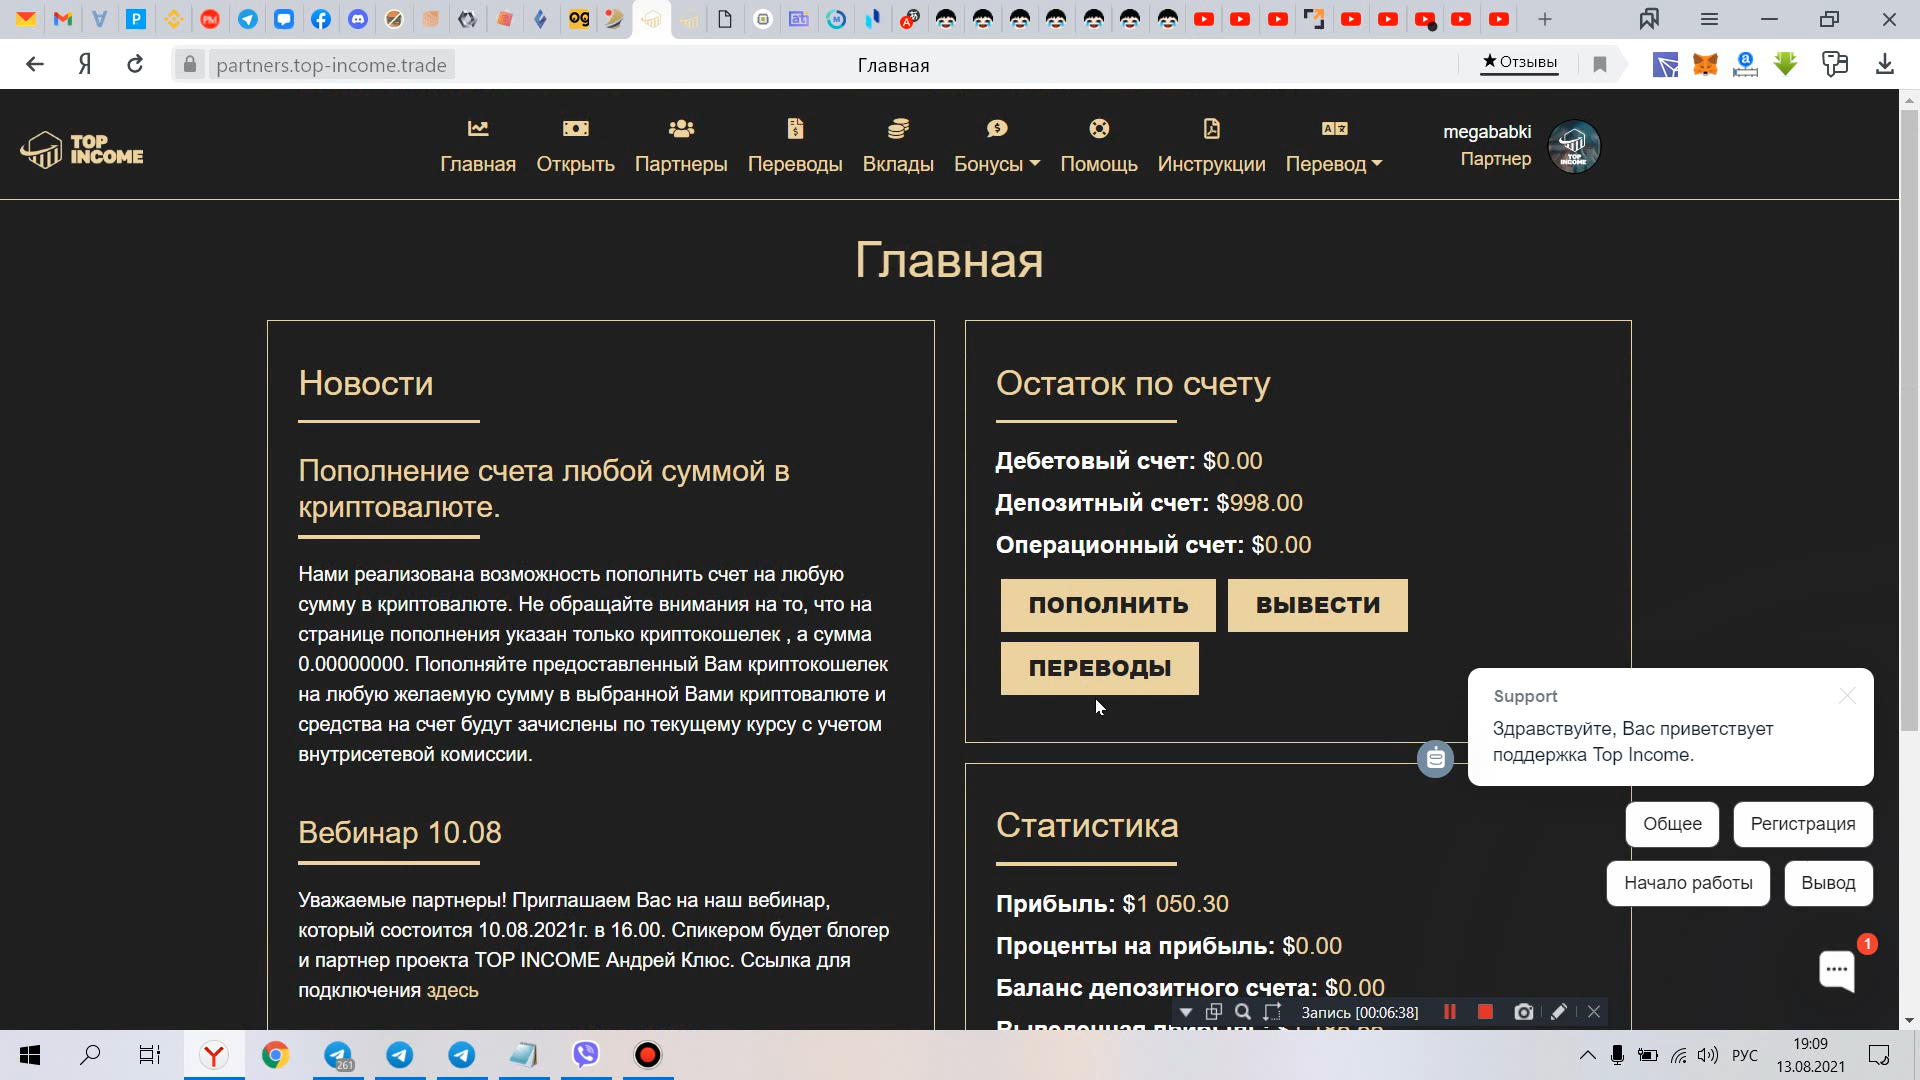 partners.top-income.trade
Главная
★ Отзывы
TOP INCOME
Главная
Открыть
Партнеры
Переводы
Вклады
Бонусы
Помощь
Инструкции
Перевод
megababki
Партнер
Главная
Новости
Пополнение счета любой суммой в
криптовалюте.
Нами реализована возможность пополнить счет на любую
сумму в криптовалюте. Не обращайте внимания на то, что на
странице пополнения указан только криптокошелек , а сумма
0.00000000. Пополняйте предоставленный Вам криптокошелек
на любую желаемую сумму в выбранной Вами криптовалюте и
средства на счет будут зачислены по текущему курсу с учетом
внутрисетевой комиссии.
Вебинар 10.08
Уважаемые партнеры! Приглашаем Вас на наш вебинар,
который состоится 10.08.2021г. в 16.00. Спикером будет блогер
и партнер проекта TOP INCOME Андрей Клюс. Ссылка для
подключения здесь
Остаток по счету
Дебетовый счет: $0.00
Депозитный счет: $998.00
Операционный счет: $0.00
ПОПОЛНИТЬ
ВЫВЕСТИ
ПЕРЕВОДЫ
Статистика
Прибыль: $1 050.30
Проценты на прибыль: $0.00
Баланс депозитного счета: $0.00
Support
Здравствуйте, Вас приветствует
поддержка Top Income.
Общее
Регистрация
Начало работы
Вывод
1
Запись [00:06:38]
261
РУС
19:09
13.08.2021